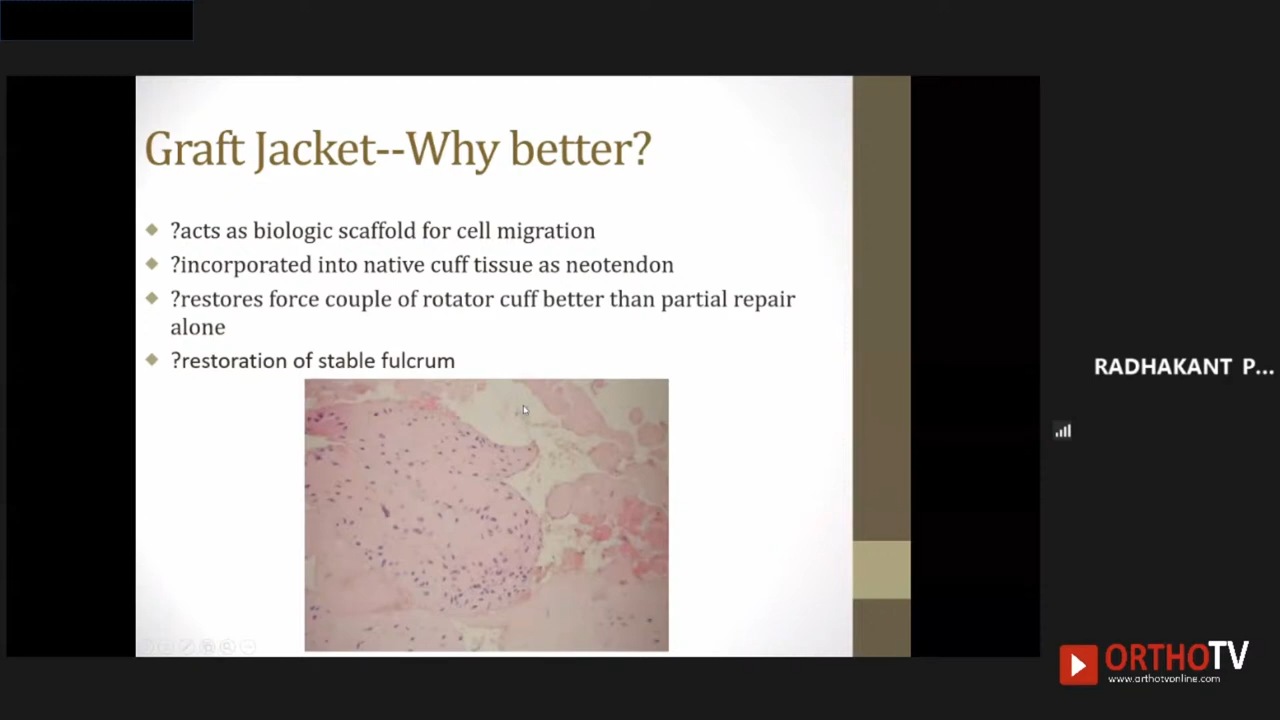 Graft Jacket--Why better?
?acts as biologic scaffold for cell migration
?incorporated into native cuff tissue as neotendon
?restores force couple of rotator cuff better than partial repair
alone
?restoration of stable fulcrum
RADHAKANT P...
ORTHOTV
www.orthotvonline.com